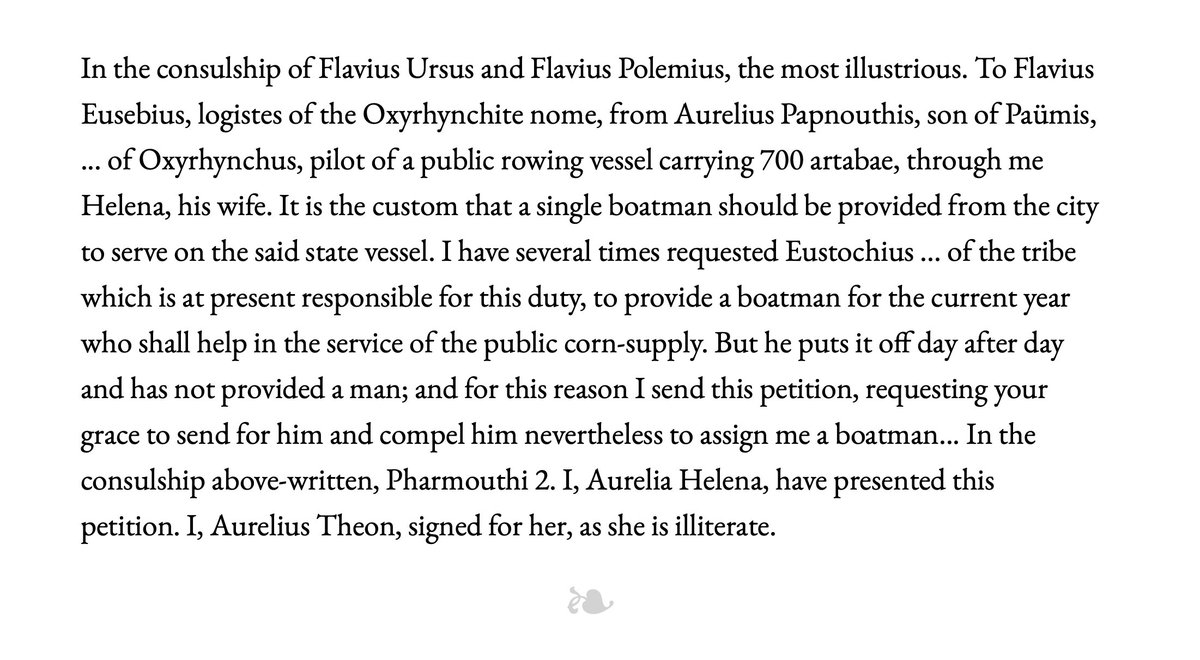 In the consulship of Flavius Ursus and Flavius Polemius, the most illustrious. To Flavius
Eusebius, logistes of the Oxyrhynchite nome, from Aurelius Papnouthis, son of Paümis,
... of Oxyrhynchus, pilot of a public rowing vessel carrying 700 artabae, through me
Helena, his wife. It is the custom that a single boatman should be provided from the city
to serve on the said state vessel. I have several times requested Eustochius ... of the tribe
which is at present responsible for this duty, to provide a boatman for the current year
who shall help in the service of the public corn-supply. But he puts it off day after day
and has not provided a man; and for this reason I send this petition, requesting your
grace to send for him and compel him nevertheless to assign me a boatman... In the
consulship above-written, Pharmouthi 2. I, Aurelia Helena, have presented this
petition. I, Aurelius Theon, signed for her, as she is illiterate.